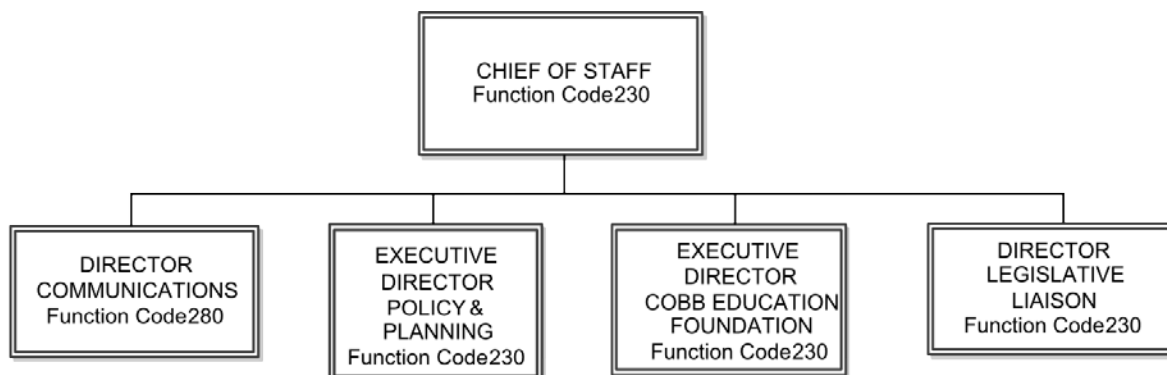 CHIEF OF STAFF
Function Code230
DIRECTOR
COMMUNICATIONS
Function Code280
EXECUTIVE
DIRECTOR
POLICY &
PLANNING
Function Code230
EXECUTIVE
DIRECTOR
COBB EDUCATION
FOUNDATION
Function Code230
DIRECTOR
LEGISLATIVE
LIAISON
Function Code230